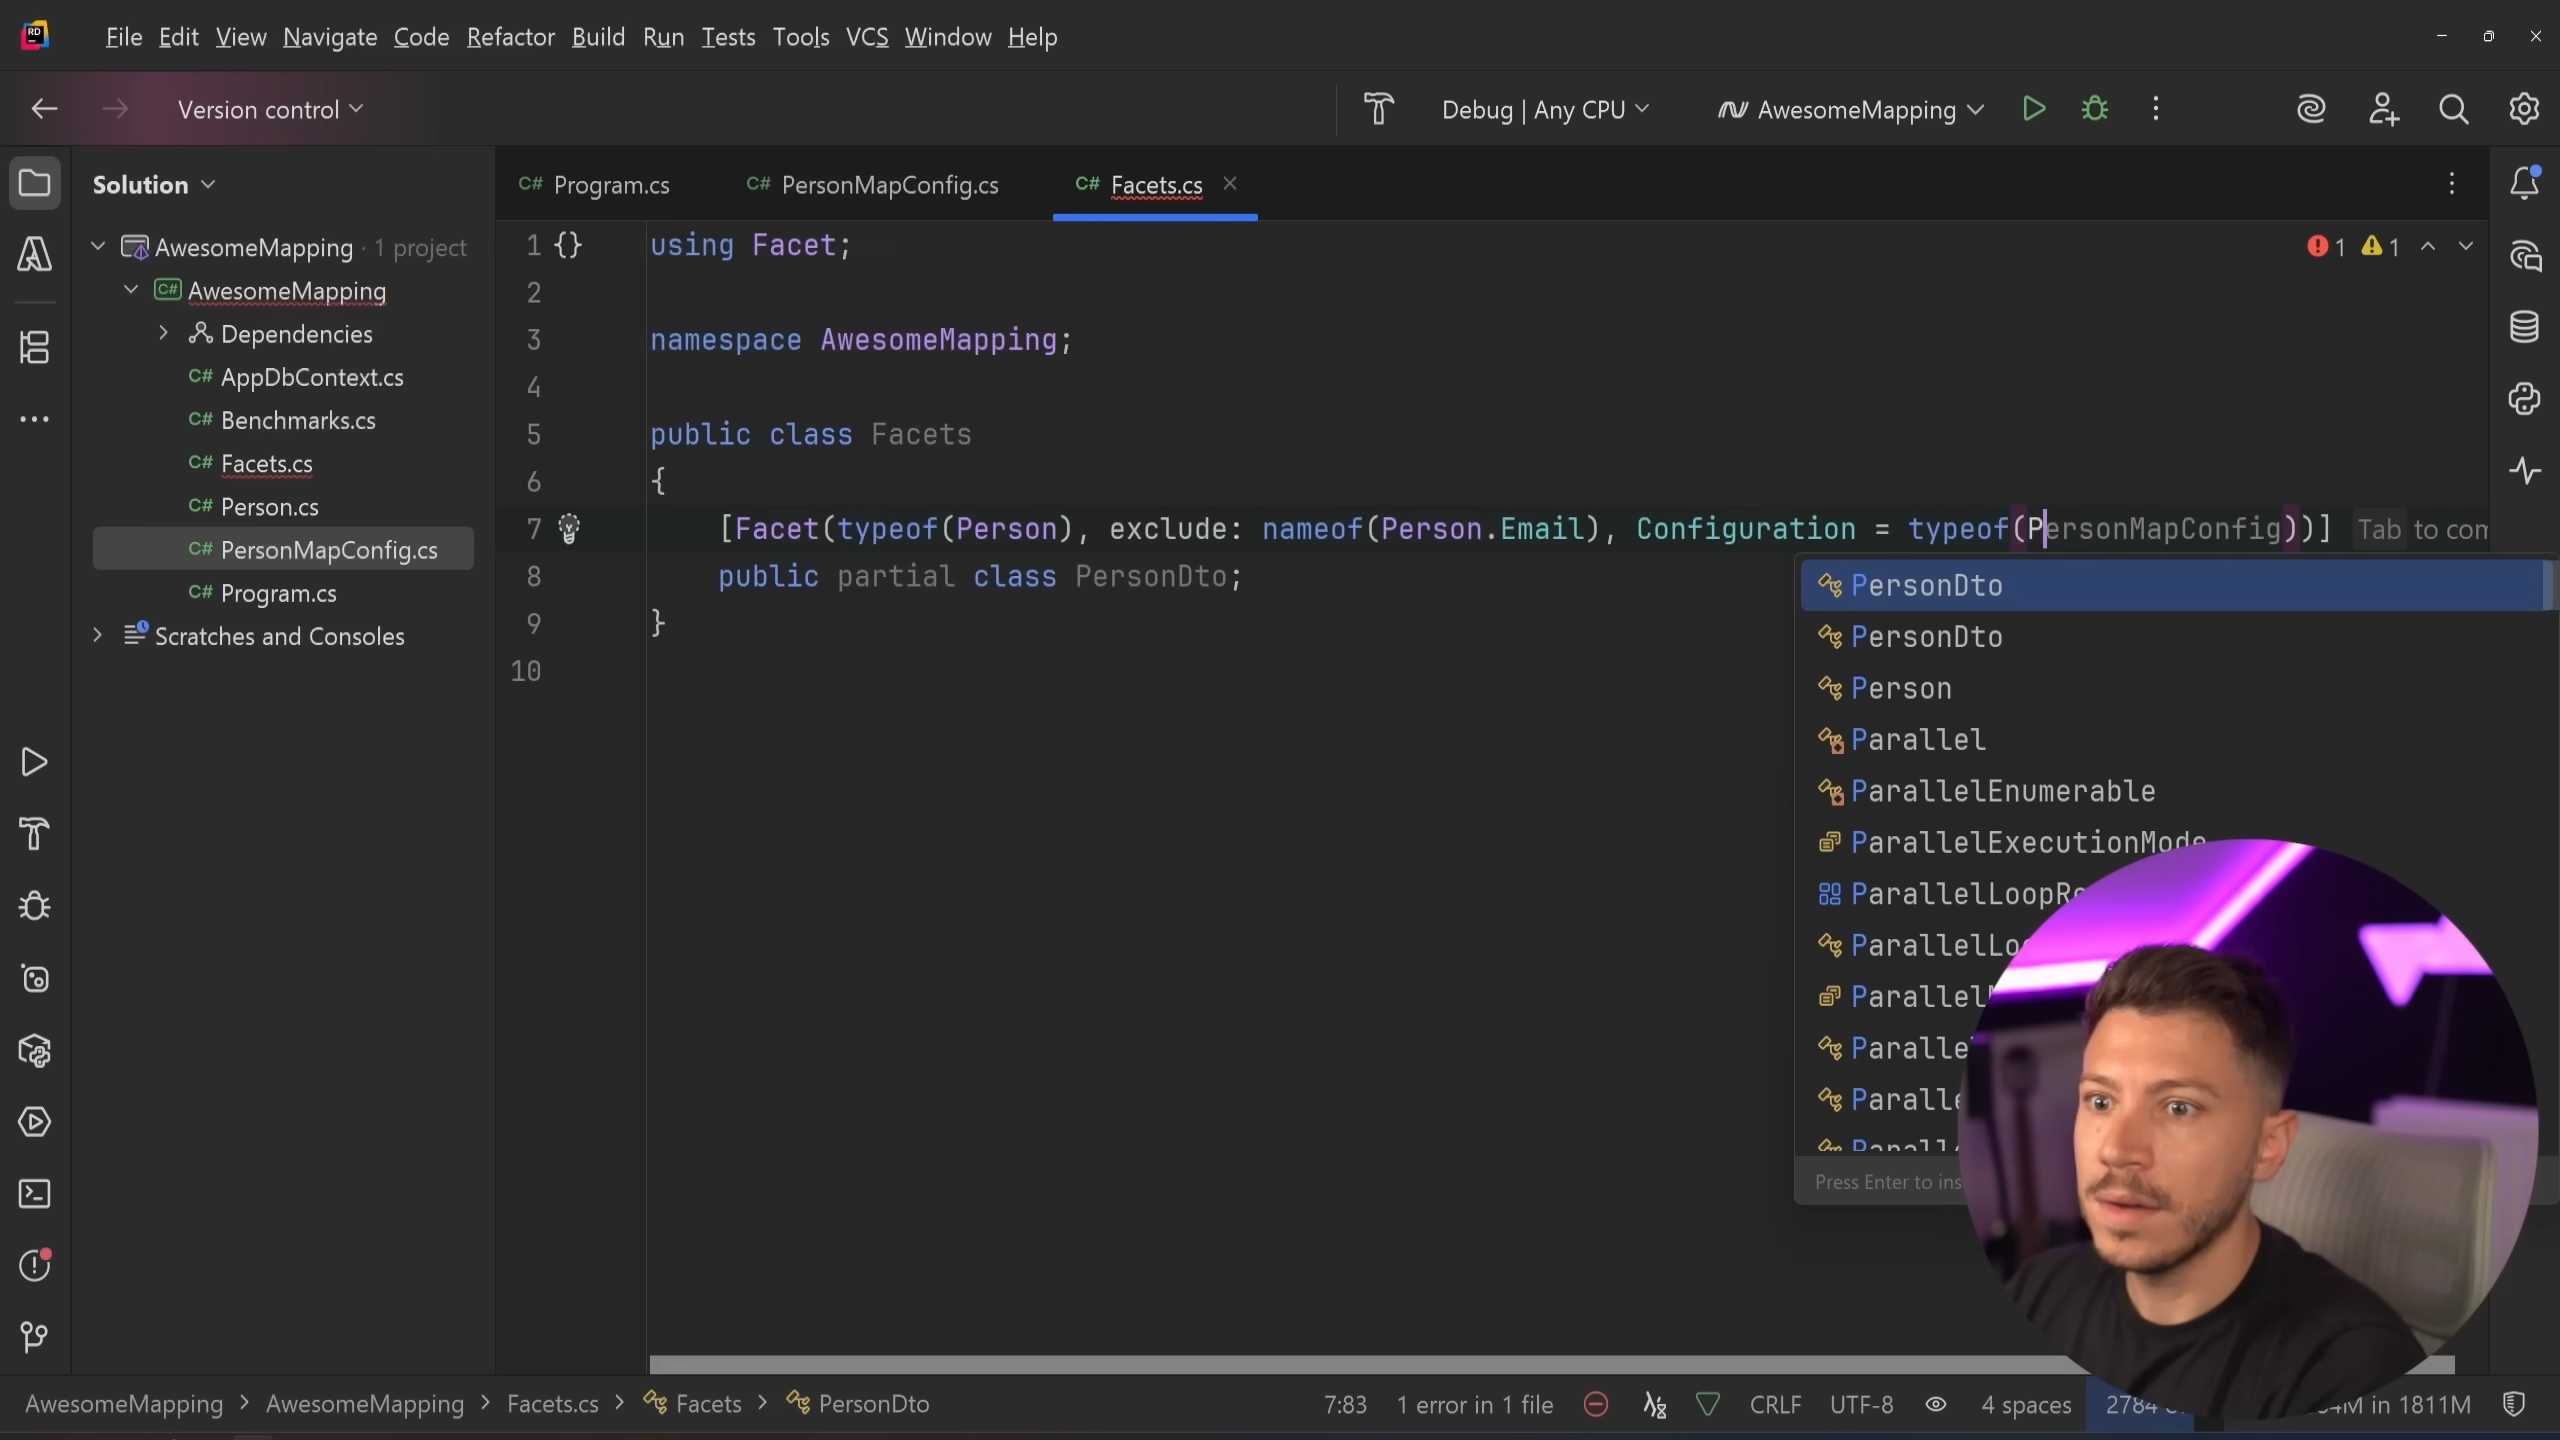 RD File Edit View Navigate Code Refactor Build Run Tests Tools VCS Window Help
Version control Debug | Any CPU AwesomeMapping
Solution
AwesomeMapping · 1 project
C# AwesomeMapping
Dependencies
C# AppDbContext.cs
C# Benchmarks.cs
C# Facets.cs
C# Person.cs
C# PersonMapConfig.cs
C# Program.cs
Scratches and Consoles
C# Program.cs C# PersonMapConfig.cs C# Facets.cs
1 {} using Facet; 1 1
2
3 namespace AwesomeMapping;
4
5 public class Facets
6 {
7 [Facet(typeof(Person), exclude: nameof(Person.Email), Configuration = typeof(PersonMapConfig))] Tab to com
8 public partial class PersonDto;
9 }
10
PersonDto
PersonDto
Person
Parallel
ParallelEnumerable
ParallelExecutionMode
Press Enter to
AwesomeMapping > AwesomeMapping > Facets.cs > Facets > PersonDto 7:83 1 error in 1 file CRLF UTF-8 4 spaces in 1811M